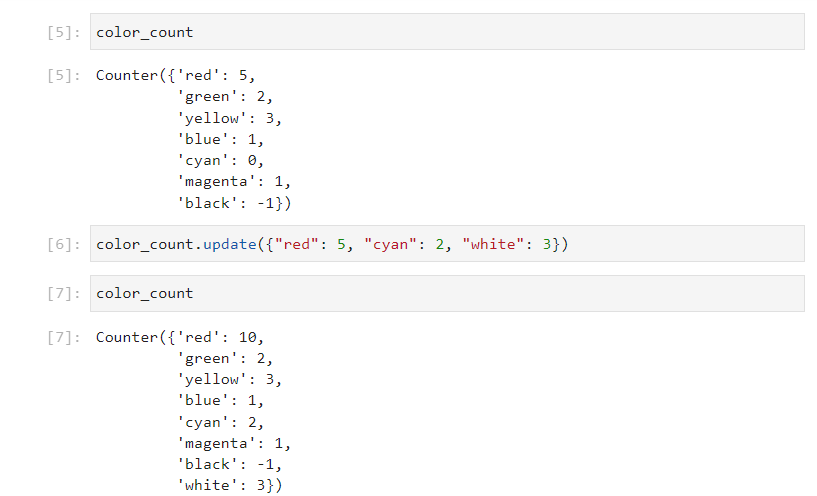 [5]: color_count
[5]: Counter({'red': 5,
'green': 2,
'yellow': 3,
'blue': 1,
'cyan': 0,
'magenta': 1,
'black': -1})
[6]: color_count.update({"red": 5, "cyan": 2, "white": 3})
[7]: color_count
[7]: Counter({'red': 10,
'green': 2,
'yellow': 3,
'blue': 1,
'cyan': 2,
'magenta': 1,
'black': -1,
'white': 3})